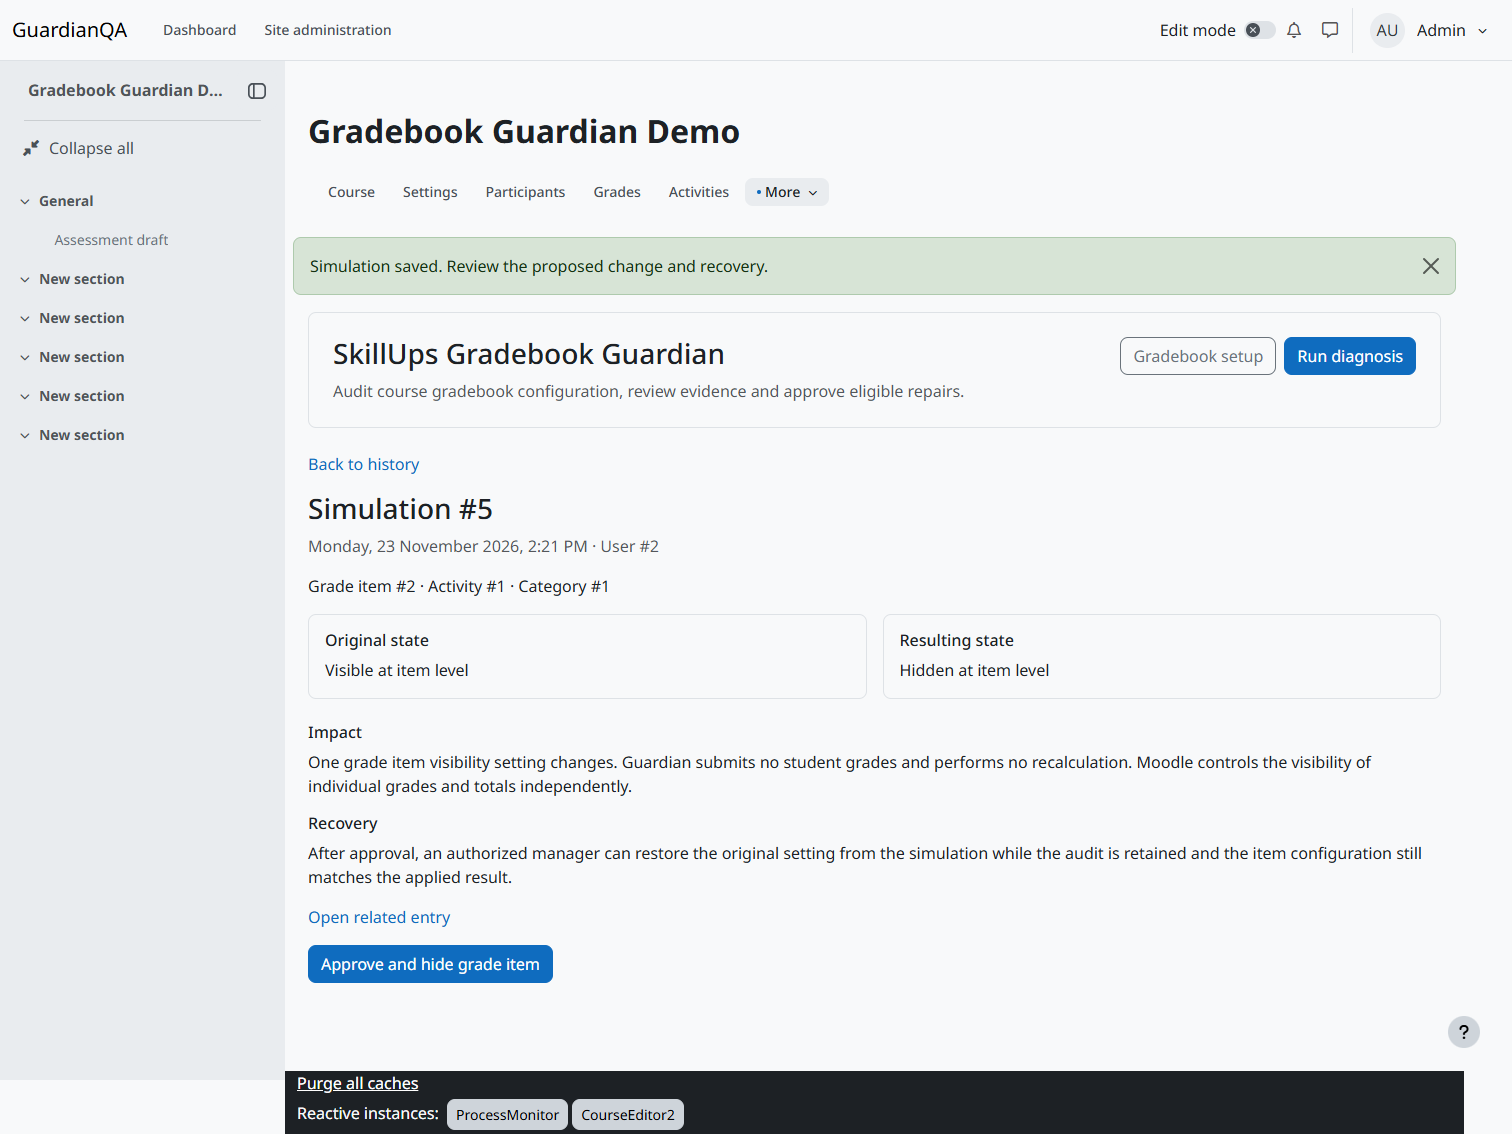 GuardianQA
Dashboard
Site administration
Edit mode
AU
Admin
Gradebook Guardian D...
Collapse all
General
Assessment draft
New section
New section
New section
New section
New section
Gradebook Guardian Demo
Course
Settings
Participants
Grades
Activities
• More
Simulation saved. Review the proposed change and recovery.
SkillUps Gradebook Guardian
Audit course gradebook configuration, review evidence and approve eligible repairs.
Gradebook setup
Run diagnosis
Back to history
Simulation #5
Monday, 23 November 2026, 2:21 PM · User #2
Grade item #2 · Activity #1 · Category #1
Original state
Visible at item level
Resulting state
Hidden at item level
Impact
One grade item visibility setting changes. Guardian submits no student grades and performs no recalculation. Moodle controls the visibility of
individual grades and totals independently.
Recovery
After approval, an authorized manager can restore the original setting from the simulation while the audit is retained and the item configuration still
matches the applied result.
Open related entry
Approve and hide grade item
?
Purge all caches
Reactive instances: ProcessMonitor CourseEditor2